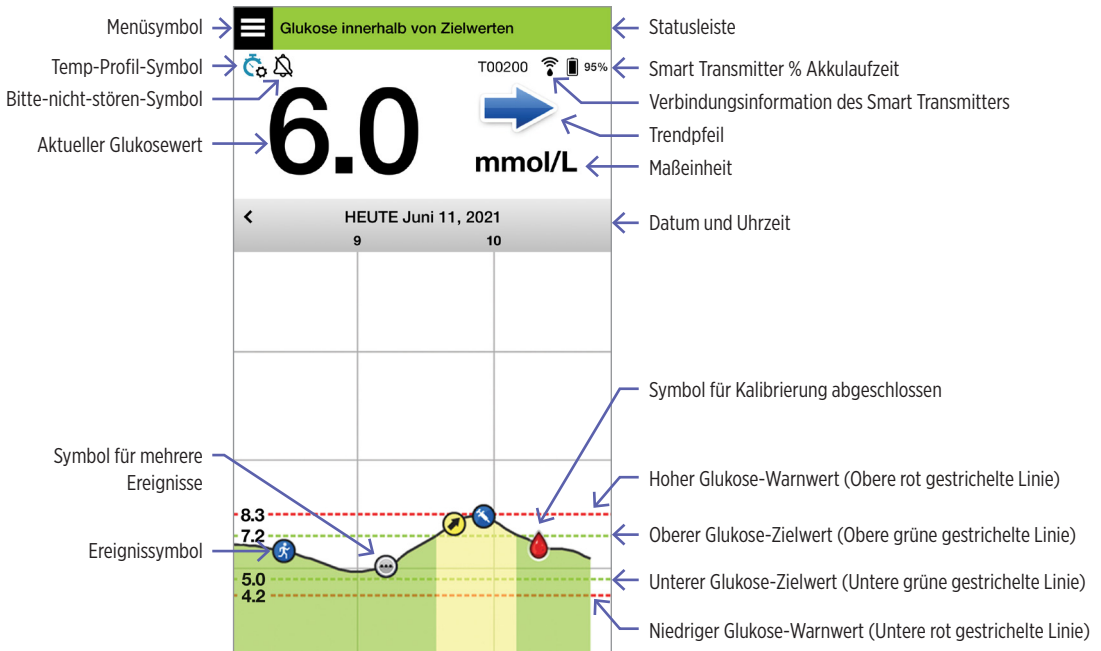 Menüsymbol
Glukose innerhalb von Zielwerten
Statusleiste
Temp-Profil-Symbol
T00200
95%
Smart Transmitter % Akkulaufzeit
Bitte-nicht-stören-Symbol
Verbindungsinformation des Smart Transmitters
Aktueller Glukosewert
6.0
Trendpfeil
mmol/L
Maßeinheit
HEUTE Juni 11, 2021
Datum und Uhrzeit
9
10
Symbol für Kalibrierung abgeschlossen
Symbol für mehrere
Ereignisse
Hoher Glukose-Warnwert (Obere rot gestrichelte Linie)
8.3
7.2
Oberer Glukose-Zielwert (Obere grüne gestrichelte Linie)
Ereignissymbol
5.0
Unterer Glukose-Zielwert (Untere grüne gestrichelte Linie)
4.2
Niedriger Glukose-Warnwert (Untere rot gestrichelte Linie)